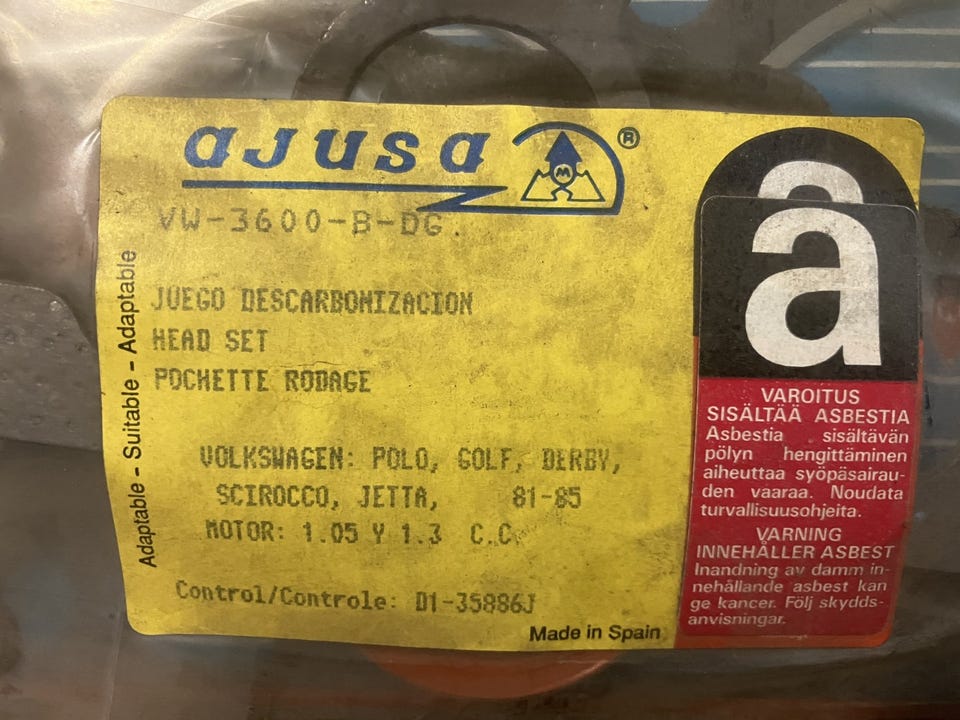 AJUSA ®
VW-3600-B-DG.
JUEGO DESCARBONIZACION
HEAD SET
POCHETTE RODAGE
VOLKSWAGEN: POLO, GOLF, DERBY,
SCIROCCO, JETTA, 81-85
MOTOR: 1.05 Y 1.3 C.C.
Control/Controle: D1-35886J
Made in Spain
Adaptable - Suitable - Adaptable
a
a
VAROITUS
SISÄLTÄÄ ASBESTIA
Asbestia sisältävän
pölyn hengittäminen
aiheuttaa syöpäsairau-
den vaaraa. Noudata
turvallisuusohjeita.
VARNING
INNEHÅLLER ASBEST
Inandning av damm in-
nehållande asbest kan
ge kancer. Följ skydds-
anvisningar.